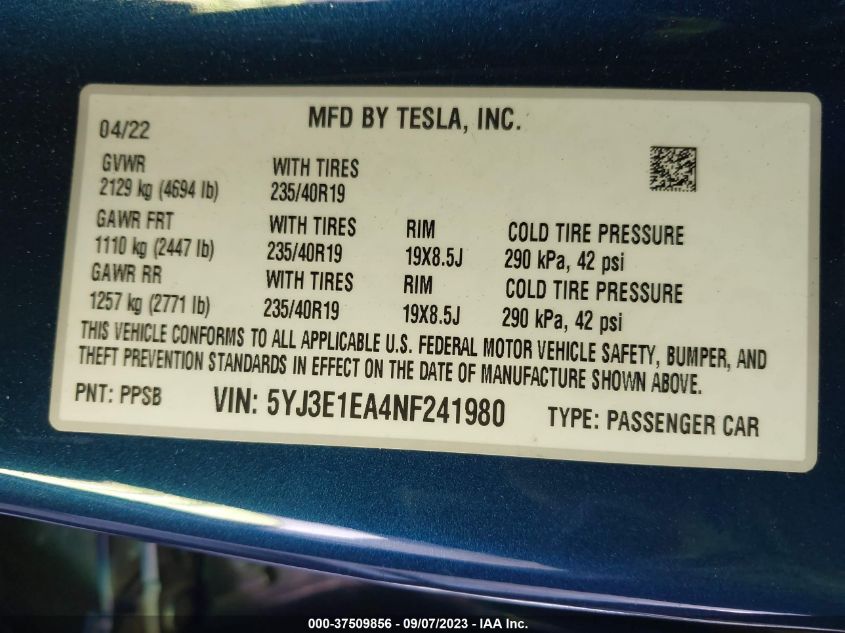 04/22 MFD BY TESLA, INC.
GVWR WITH TIRES
2129 kg (4694 lb) 235/40R19
GAWR FRT WITH TIRES RIM COLD TIRE PRESSURE
1110 kg (2447 lb) 235/40R19 19X8.5J 290 kPa, 42 psi
GAWR RR WITH TIRES RIM COLD TIRE PRESSURE
1257 kg (2771 lb) 235/40R19 19X8.5J 290 kPa, 42 psi
THIS VEHICLE CONFORMS TO ALL APPLICABLE U.S. FEDERAL MOTOR VEHICLE SAFETY, BUMPER, AND
THEFT PREVENTION STANDARDS IN EFFECT ON THE DATE OF MANUFACTURE SHOWN ABOVE.
PNT: PPSB VIN: 5YJ3E1EA4NF241980 TYPE: PASSENGER CAR
000-37509856 - 09/07/2023 - IAA Inc.